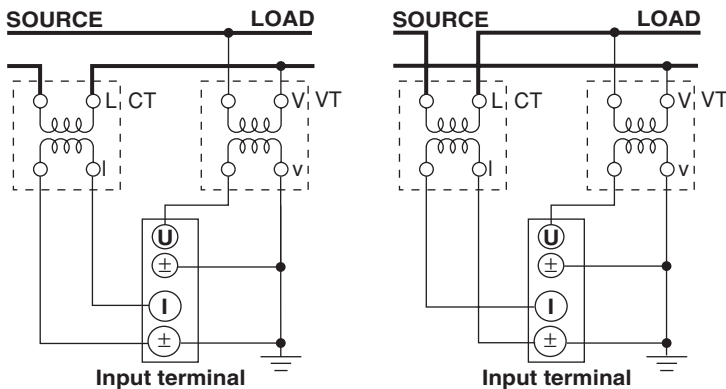 SOURCE LOAD
L CT V VT
l v
U
±
I
±
Input terminal
SOURCE LOAD
L CT V VT
l v
U
±
I
±
Input terminal